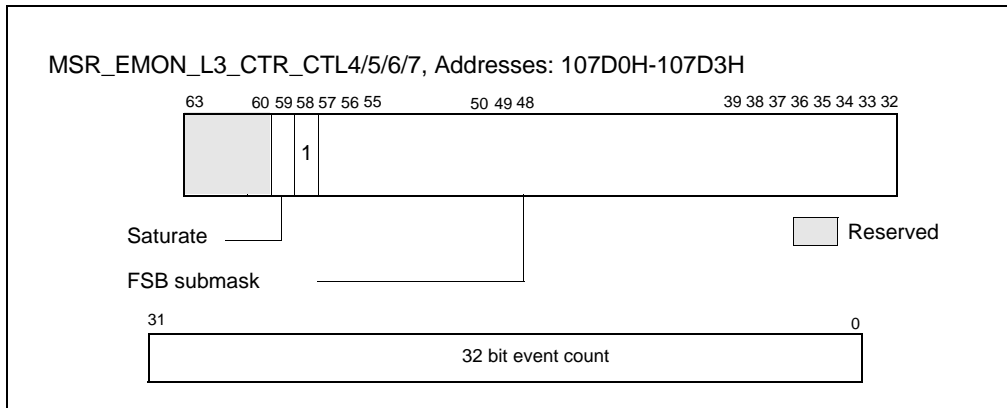 MSR_EMON_L3_CTR_CTL4/5/6/7, Addresses: 107D0H-107D3H
63 60 59 58 57 56 55 50 49 48 39 38 37 36 35 34 33 32
1
Saturate
Reserved
FSB submask
31 0
32 bit event count